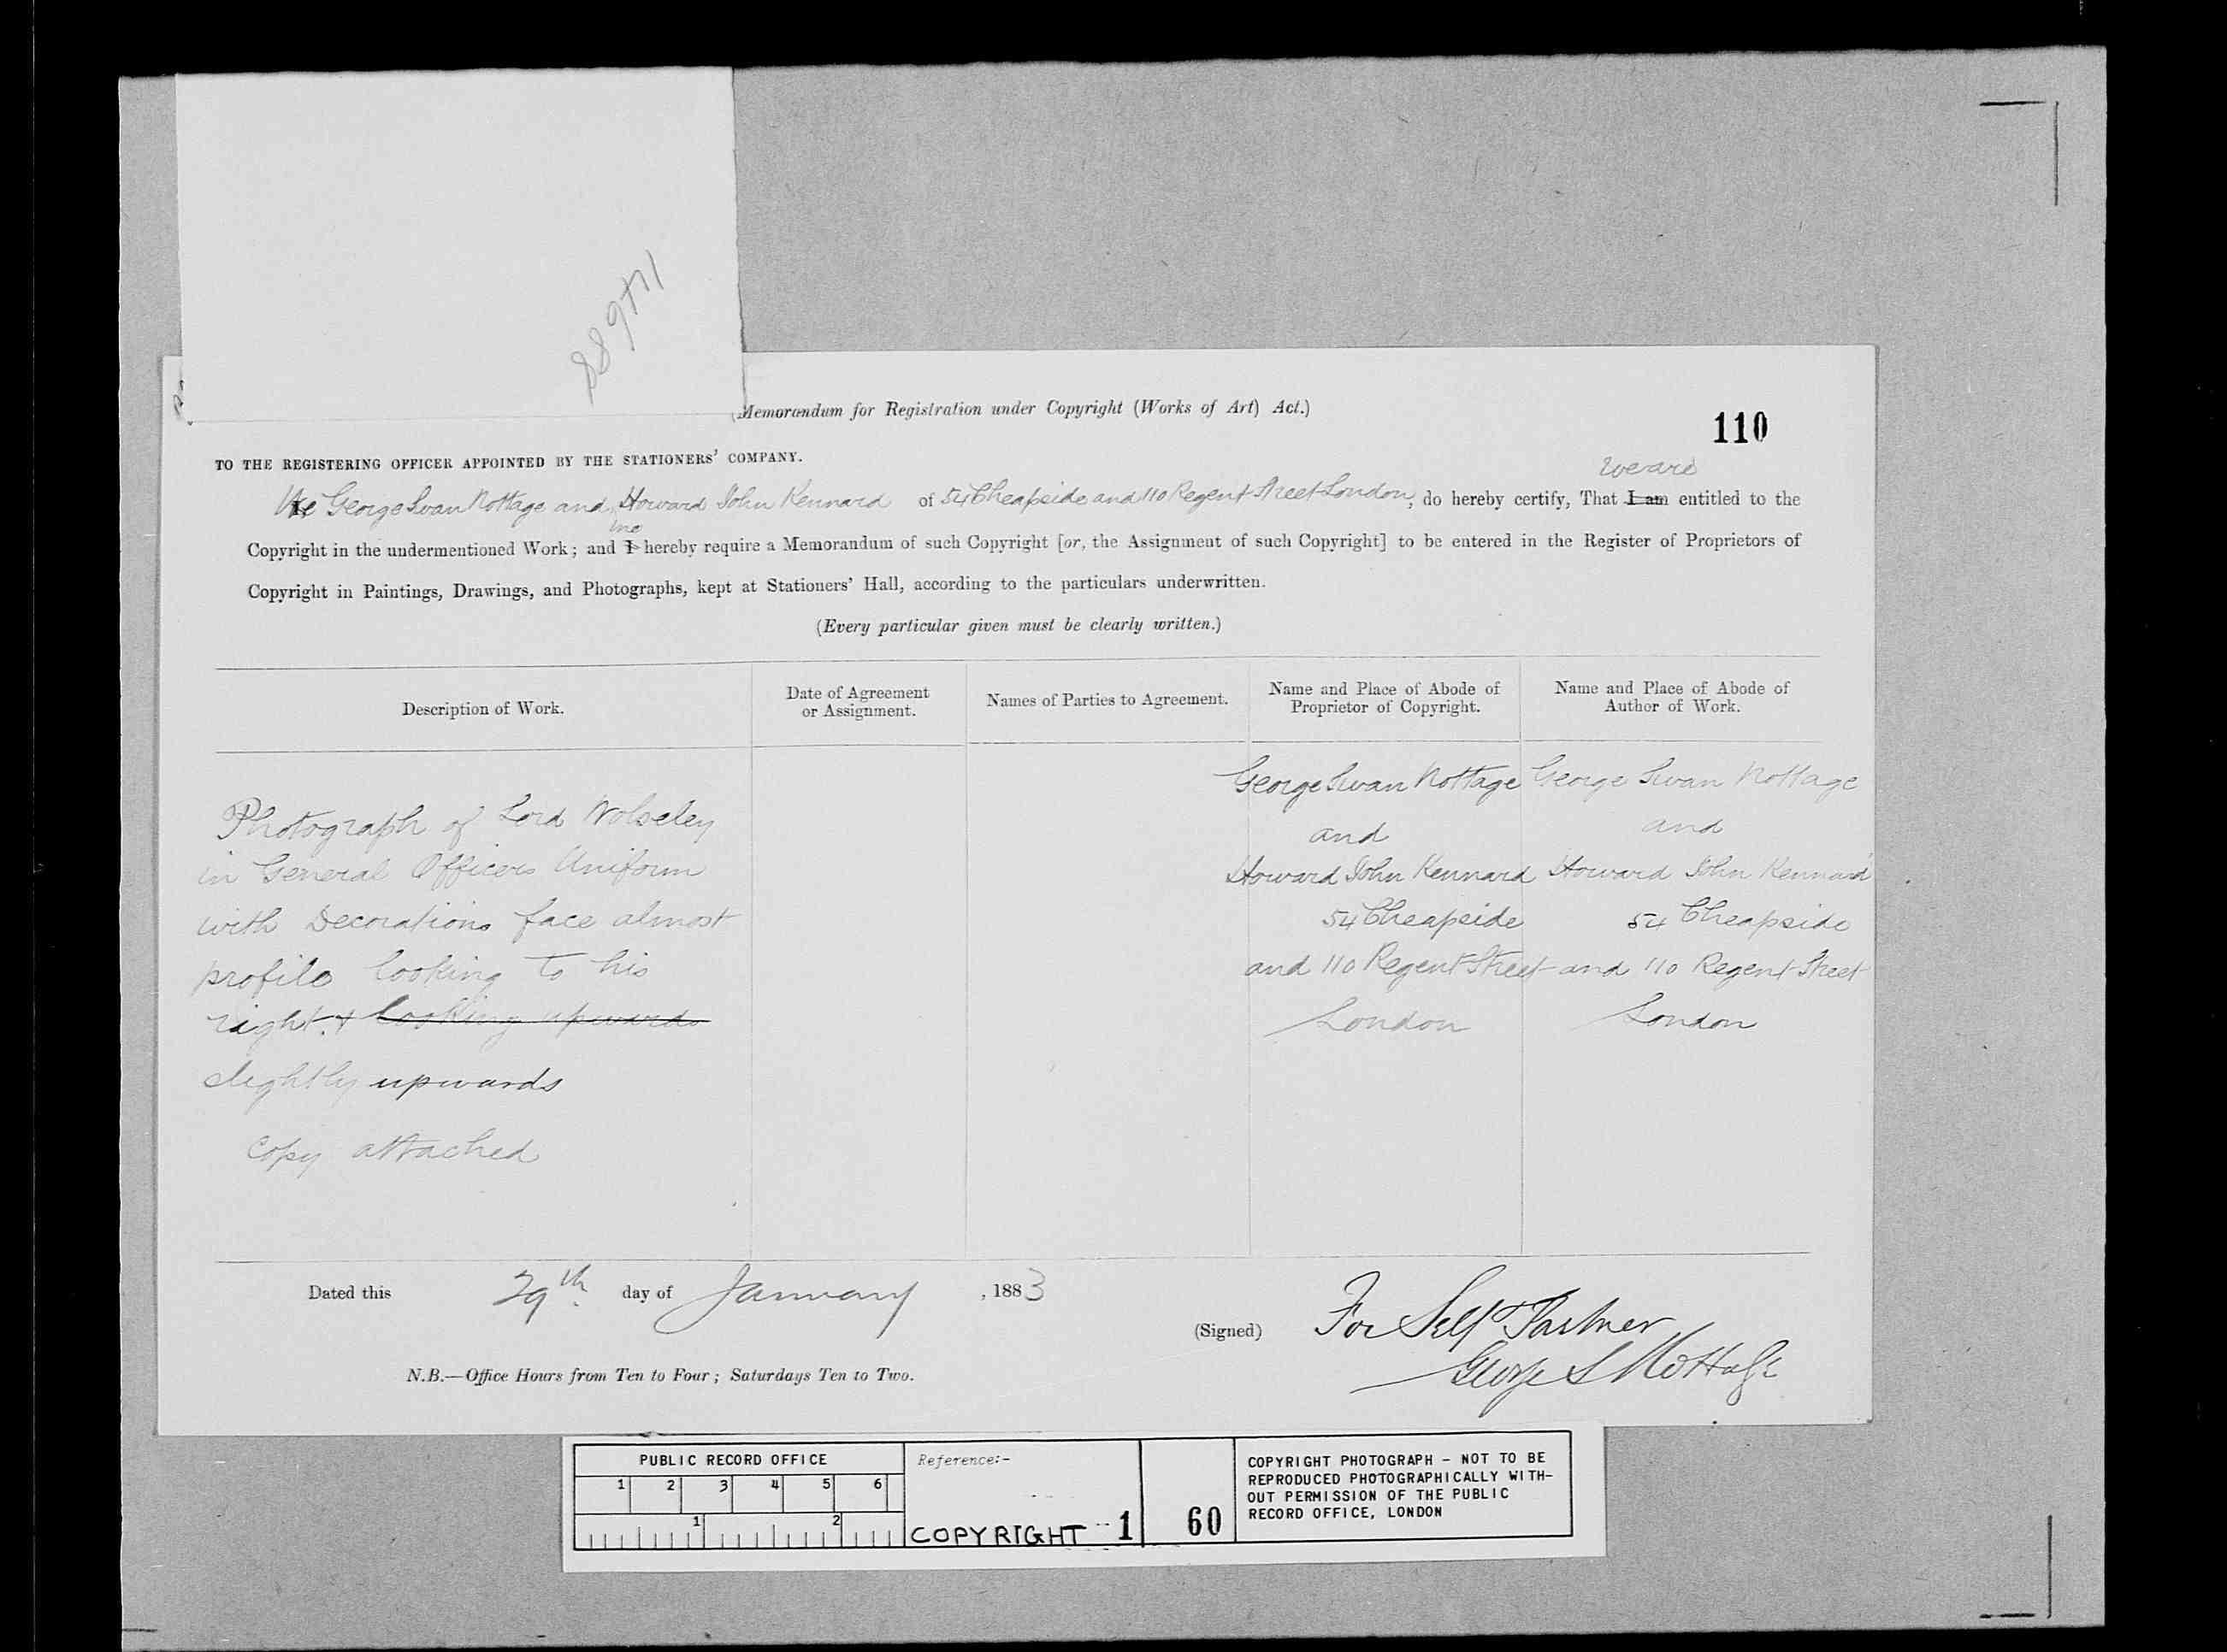 11+688
(Memorandum for Registration under Copyright (Works of Art) Act.)
110
TO THE REGISTERING OFFICER APPOINTED BY THE STATIONERS' COMPANY.
we are
We George Swan Nottage and Howard John Kennard of 54 Cheapside and 110 Regent Street London, do hereby certify, That I am entitled to the
we
Copyright in the undermentioned Work; and I hereby require a Memorandum of such Copyright [or, the Assignment of such Copyright] to be entered in the Register of Proprietors of
Copyright in Paintings, Drawings, and Photographs, kept at Stationers' Hall, according to the particulars underwritten.
(Every particular given must be clearly written.)
Description of Work.
Date of Agreement
or Assignment.
Names of Parties to Agreement.
Name and Place of Abode of
Proprietor of Copyright.
Name and Place of Abode of
Author of Work.
Photograph of Lord Wolseley
in General Officers Uniform
with Decorations face almost
profile looking to his
right. & looking upwards
slightly upwards
Copy attached
George Swan Nottage
and
Howard John Kennard
54 Cheapside
and 110 Regent Street
London
George Swan Nottage
and
Howard John Kennard
54 Cheapside
and 110 Regent Street
London
Dated this 29th. day of January, 1883
(Signed) For Self & Partner
George S Nottage
N.B.—Office Hours from Ten to Four; Saturdays Ten to Two.
PUBLIC RECORD OFFICE
1 2 3 4 5 6
1 2
Reference:-
COPYRIGHT 1
60
COPYRIGHT PHOTOGRAPH - NOT TO BE
REPRODUCED PHOTOGRAPHICALLY WITH-
OUT PERMISSION OF THE PUBLIC
RECORD OFFICE, LONDON